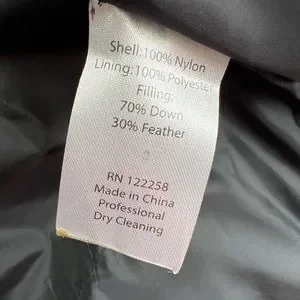 Shell:100% Nylon
Lining:100% Polyester
Filling:
70% Down
30% Feather
RN 122258
Made in China
Professional
Dry Cleaning